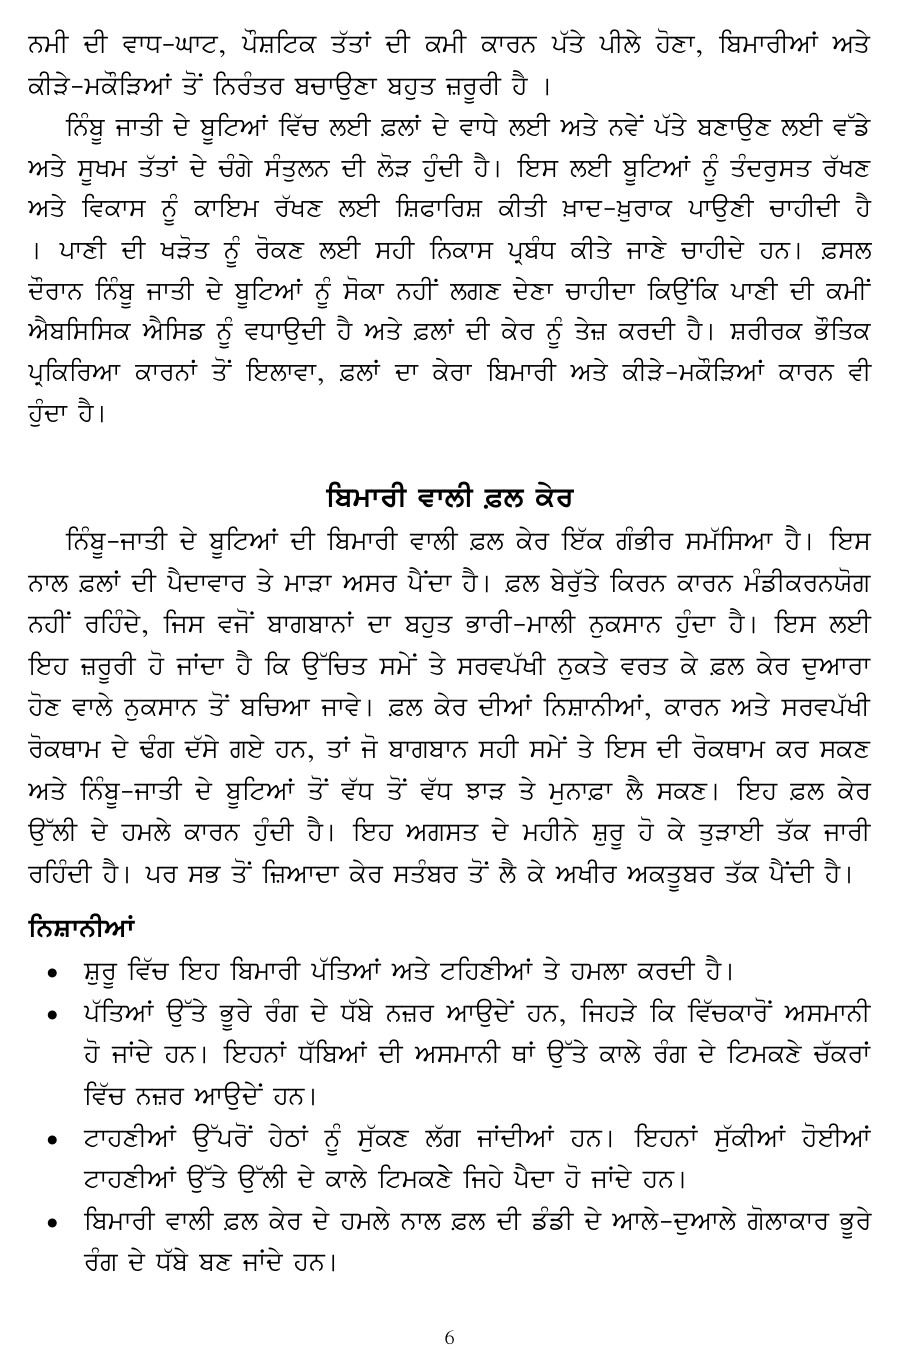 ਨਮੀ ਦੀ ਵਾਧ-ਘਾਟ, ਪੌਸ਼ਟਿਕ ਤੱਤਾਂ ਦੀ ਕਮੀ ਕਾਰਨ ਪੱਤੇ ਪੀਲੇ ਹੋਣਾ, ਬਿਮਾਰੀਆਂ ਅਤੇ
ਕੀੜੇ-ਮਕੌੜਿਆਂ ਤੋਂ ਨਿਰੰਤਰ ਬਚਾਉਣਾ ਬਹੁਤ ਜ਼ਰੂਰੀ ਹੈ ।
ਨਿੰਬੂ ਜਾਤੀ ਦੇ ਬੂਟਿਆਂ ਵਿੱਚ ਲਈ ਫ਼ਲਾਂ ਦੇ ਵਾਧੇ ਲਈ ਅਤੇ ਨਵੇਂ ਪੱਤੇ ਬਣਾਉਣ ਲਈ ਵੱਡੇ
ਅਤੇ ਸੂਖਮ ਤੱਤਾਂ ਦੇ ਚੰਗੇ ਸੰਤੁਲਨ ਦੀ ਲੋੜ ਹੁੰਦੀ ਹੈ। ਇਸ ਲਈ ਬੂਟਿਆਂ ਨੂੰ ਤੰਦਰੁਸਤ ਰੱਖਣ
ਅਤੇ ਵਿਕਾਸ ਨੂੰ ਕਾਇਮ ਰੱਖਣ ਲਈ ਸ਼ਿਫਾਰਿਸ਼ ਕੀਤੀ ਖ਼ਾਦ-ਖ਼ੁਰਾਕ ਪਾਉਣੀ ਚਾਹੀਦੀ ਹੈ
। ਪਾਣੀ ਦੀ ਖੜੋਤ ਨੂੰ ਰੋਕਣ ਲਈ ਸਹੀ ਨਿਕਾਸ ਪ੍ਰਬੰਧ ਕੀਤੇ ਜਾਣੇ ਚਾਹੀਦੇ ਹਨ। ਫ਼ਸਲ
ਦੌਰਾਨ ਨਿੰਬੂ ਜਾਤੀ ਦੇ ਬੂਟਿਆਂ ਨੂੰ ਸੋਕਾ ਨਹੀਂ ਲਗਣ ਦੇਣਾ ਚਾਹੀਦਾ ਕਿਉਂਕਿ ਪਾਣੀ ਦੀ ਕਮੀਂ
ਐਬਸਿਸਿਕ ਐਸਿਡ ਨੂੰ ਵਧਾਉਦੀ ਹੈ ਅਤੇ ਫ਼ਲਾਂ ਦੀ ਕੇਰ ਨੂੰ ਤੇਜ਼ ਕਰਦੀ ਹੈ। ਸ਼ਰੀਰਕ ਭੌਤਿਕ
ਪ੍ਰਕਿਰਿਆ ਕਾਰਨਾਂ ਤੋਂ ਇਲਾਵਾ, ਫ਼ਲਾਂ ਦਾ ਕੇਰਾ ਬਿਮਾਰੀ ਅਤੇ ਕੀੜੇ-ਮਕੌੜਿਆਂ ਕਾਰਨ ਵੀ
ਹੁੰਦਾ ਹੈ।
ਬਿਮਾਰੀ ਵਾਲੀ ਫ਼ਲ ਕੇਰ
ਨਿੰਬੂ-ਜਾਤੀ ਦੇ ਬੂਟਿਆਂ ਦੀ ਬਿਮਾਰੀ ਵਾਲੀ ਫ਼ਲ ਕੇਰ ਇੱਕ ਗੰਭੀਰ ਸਮੱਸਿਆ ਹੈ। ਇਸ
ਨਾਲ ਫ਼ਲਾਂ ਦੀ ਪੈਦਾਵਾਰ ਤੇ ਮਾੜਾ ਅਸਰ ਪੈਂਦਾ ਹੈ। ਫ਼ਲ ਬੇਰੁੱਤੇ ਕਿਰਨ ਕਾਰਨ ਮੰਡੀਕਰਨਯੋਗ
ਨਹੀਂ ਰਹਿੰਦੇ, ਜਿਸ ਵਜੋਂ ਬਾਗਬਾਨਾਂ ਦਾ ਬਹੁਤ ਭਾਰੀ-ਮਾਲੀ ਨੁਕਸਾਨ ਹੁੰਦਾ ਹੈ। ਇਸ ਲਈ
ਇਹ ਜ਼ਰੂਰੀ ਹੋ ਜਾਂਦਾ ਹੈ ਕਿ ਉੱਚਿਤ ਸਮੇਂ ਤੇ ਸਰਵਪੱਖੀ ਨੁਕਤੇ ਵਰਤ ਕੇ ਫ਼ਲ ਕੇਰ ਦੁਆਰਾ
ਹੋਣ ਵਾਲੇ ਨੁਕਸਾਨ ਤੋਂ ਬਚਿਆ ਜਾਵੇ। ਫ਼ਲ ਕੇਰ ਦੀਆਂ ਨਿਸ਼ਾਨੀਆਂ, ਕਾਰਨ ਅਤੇ ਸਰਵਪੱਖੀ
ਰੋਕਥਾਮ ਦੇ ਢੰਗ ਦੱਸੇ ਗਏ ਹਨ, ਤਾਂ ਜੋ ਬਾਗਬਾਨ ਸਹੀ ਸਮੇਂ ਤੇ ਇਸ ਦੀ ਰੋਕਥਾਮ ਕਰ ਸਕਣ
ਅਤੇ ਨਿੰਬੂ-ਜਾਤੀ ਦੇ ਬੂਟਿਆਂ ਤੋਂ ਵੱਧ ਤੋਂ ਵੱਧ ਝਾੜ ਤੇ ਮੁਨਾਫ਼ਾ ਲੈ ਸਕਣ। ਇਹ ਫ਼ਲ ਕੇਰ
ਉੱਲੀ ਦੇ ਹਮਲੇ ਕਾਰਨ ਹੁੰਦੀ ਹੈ। ਇਹ ਅਗਸਤ ਦੇ ਮਹੀਨੇ ਸ਼ੁਰੂ ਹੋ ਕੇ ਤੁੜਾਈ ਤੱਕ ਜਾਰੀ
ਰਹਿੰਦੀ ਹੈ। ਪਰ ਸਭ ਤੋਂ ਜ਼ਿਆਦਾ ਕੇਰ ਸਤੰਬਰ ਤੋਂ ਲੈ ਕੇ ਅਖੀਰ ਅਕਤੂਬਰ ਤੱਕ ਪੈਂਦੀ ਹੈ।
ਨਿਸ਼ਾਨੀਆਂ
• ਸ਼ੁਰੂ ਵਿੱਚ ਇਹ ਬਿਮਾਰੀ ਪੱਤਿਆਂ ਅਤੇ ਟਹਿਣੀਆਂ ਤੇ ਹਮਲਾ ਕਰਦੀ ਹੈ।
• ਪੱਤਿਆਂ ਉੱਤੇ ਭੂਰੇ ਰੰਗ ਦੇ ਧੱਬੇ ਨਜ਼ਰ ਆਉਦੇਂ ਹਨ, ਜਿਹੜੇ ਕਿ ਵਿੱਚਕਾਰੋਂ ਅਸਮਾਨੀ
ਹੋ ਜਾਂਦੇ ਹਨ। ਇਹਨਾਂ ਧੱਬਿਆਂ ਦੀ ਅਸਮਾਨੀ ਥਾਂ ਉੱਤੇ ਕਾਲੇ ਰੰਗ ਦੇ ਟਿਮਕਣੇ ਚੱਕਰਾਂ
ਵਿੱਚ ਨਜ਼ਰ ਆਉਦੇਂ ਹਨ।
• ਟਾਹਣੀਆਂ ਉੱਪਰੋਂ ਹੇਠਾਂ ਨੂੰ ਸੁੱਕਣ ਲੱਗ ਜਾਂਦੀਆਂ ਹਨ। ਇਹਨਾਂ ਸੁੱਕੀਆਂ ਹੋਈਆਂ
ਟਾਹਣੀਆਂ ਉੱਤੇ ਉੱਲੀ ਦੇ ਕਾਲੇ ਟਿਮਕਣੇ ਜਿਹੇ ਪੈਦਾ ਹੋ ਜਾਂਦੇ ਹਨ।
• ਬਿਮਾਰੀ ਵਾਲੀ ਫ਼ਲ ਕੇਰ ਦੇ ਹਮਲੇ ਨਾਲ ਫ਼ਲ ਦੀ ਡੰਡੀ ਦੇ ਆਲੇ-ਦੁਆਲੇ ਗੋਲਾਕਾਰ ਭੂਰੇ
ਰੰਗ ਦੇ ਧੱਬੇ ਬਣ ਜਾਂਦੇ ਹਨ।
6